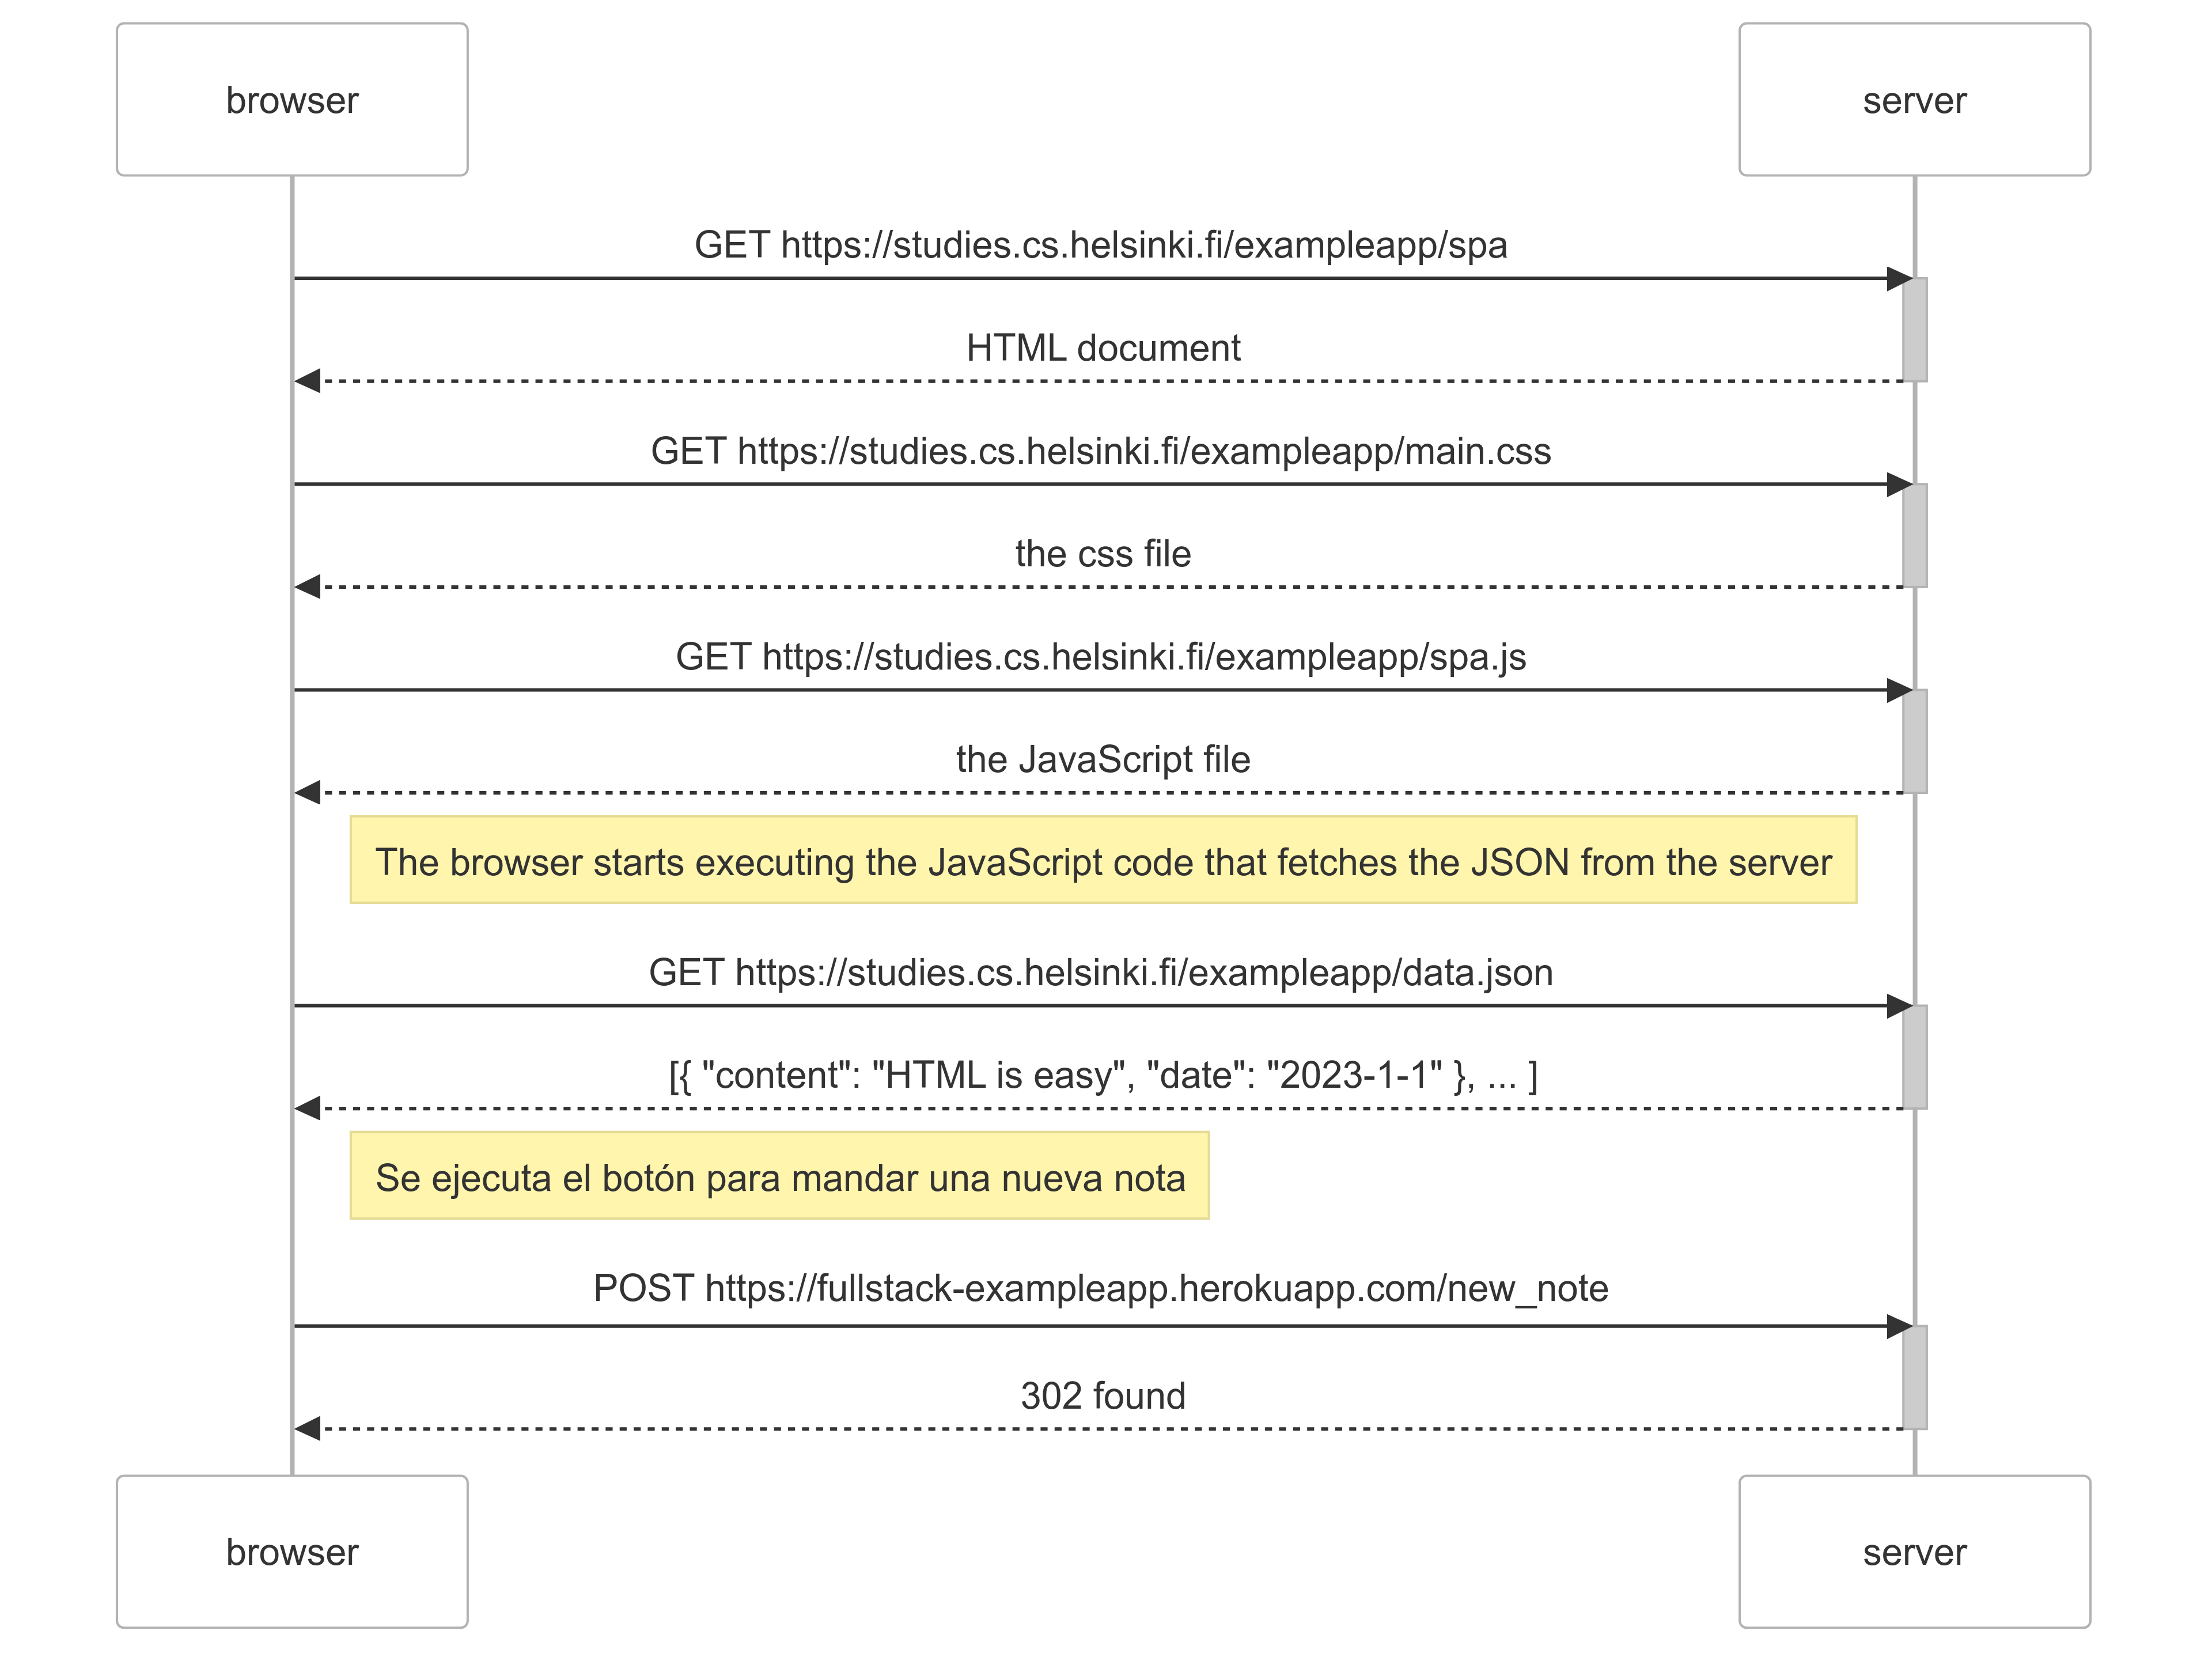 browser
server
GET https://studies.cs.helsinki.fi/exampleapp/spa
HTML document
GET https://studies.cs.helsinki.fi/exampleapp/main.css
the css file
GET https://studies.cs.helsinki.fi/exampleapp/spa.js
the JavaScript file
The browser starts executing the JavaScript code that fetches the JSON from the server
GET https://studies.cs.helsinki.fi/exampleapp/data.json
[{ "content": "HTML is easy", "date": "2023-1-1" }, ... ]
Se ejecuta el botón para mandar una nueva nota
POST https://fullstack-exampleapp.herokuapp.com/new_note
302 found
browser
server